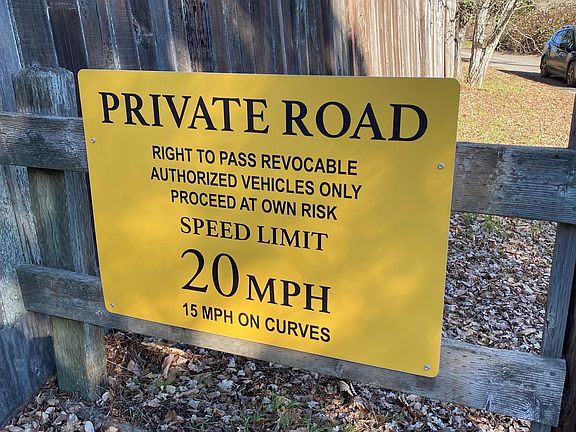 PRIVATE ROAD
RIGHT TO PASS REVOCABLE
AUTHORIZED VEHICLES ONLY
PROCEED AT OWN RISK
SPEED LIMIT
20 MPH
15 MPH ON CURVES